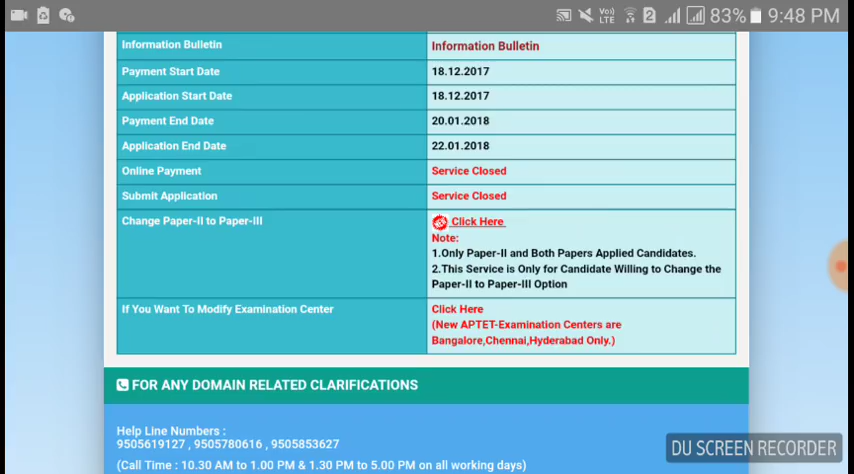 Vo)) LTE 2 83% 9:48 PM
Information Bulletin Information Bulletin
Payment Start Date 18.12.2017
Application Start Date 18.12.2017
Payment End Date 20.01.2018
Application End Date 22.01.2018
Online Payment Service Closed
Submit Application Service Closed
Change Paper-II to Paper-III Click Here
Note:
1.Only Paper-II and Both Papers Applied Candidates.
2.This Service is Only for Candidate Willing to Change the
Paper-II to Paper-III Option
If You Want To Modify Examination Center Click Here
(New APTET-Examination Centers are
Bangalore,Chennai,Hyderabad Only.)
FOR ANY DOMAIN RELATED CLARIFICATIONS
Help Line Numbers :
9505619127 , 9505780616 , 9505853627
(Call Time : 10.30 AM to 1.00 PM & 1.30 PM to 5.00 PM on all working days)
DU SCREEN RECORDER